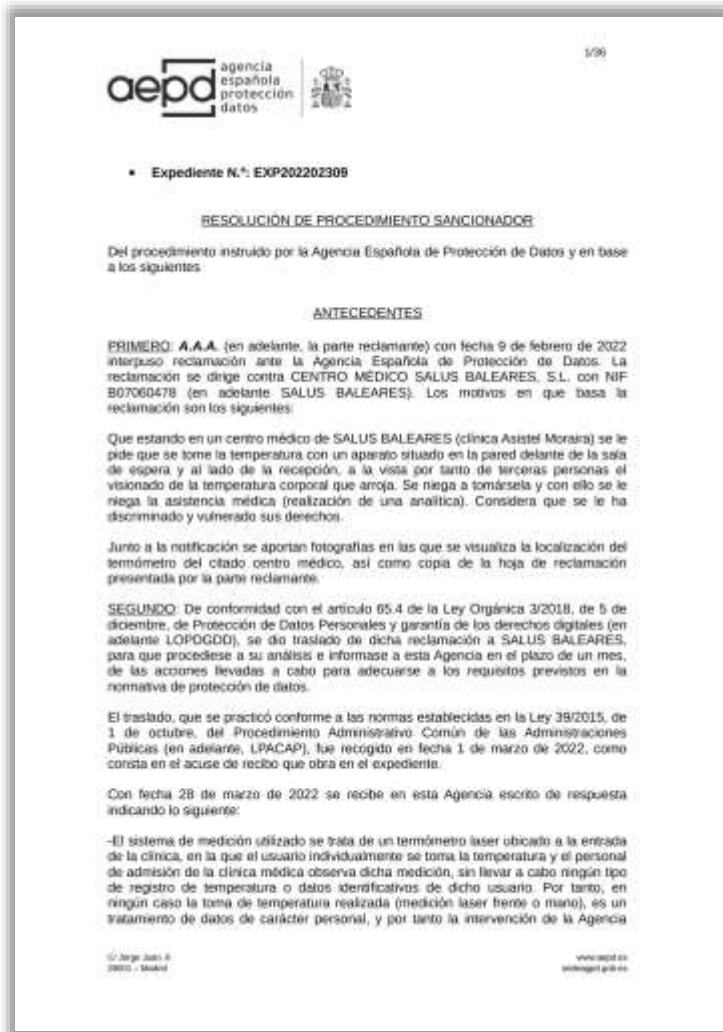 1/36
aepd
agencia
española
protección
datos
• Expediente N.º: EXP202202309
RESOLUCIÓN DE PROCEDIMIENTO SANCIONADOR
Del procedimiento instruido por la Agencia Española de Protección de Datos y en base
a los siguientes
ANTECEDENTES
PRIMERO: A.A.A. (en adelante, la parte reclamante) con fecha 9 de febrero de 2022
interpuso reclamación ante la Agencia Española de Protección de Datos. La
reclamación se dirige contra CENTRO MÉDICO SALUS BALEARES, S.L. con NIF
B07060478 (en adelante SALUS BALEARES). Los motivos en que basa la
reclamación son los siguientes:
Que estando en un centro médico de SALUS BALEARES (clínica Asistel Moraira) se le
pide que se tome la temperatura con un aparato situado en la pared delante de la sala
de espera y al lado de la recepción, a la vista por tanto de terceras personas el
visionado de la temperatura corporal que arroja. Se niega a tomársela y con ello se le
niega la asistencia médica (realización de una analítica). Considera que se le ha
discriminado y vulnerado sus derechos.
Junto a la notificación se aportan fotografías en las que se visualiza la localización del
termómetro del citado centro médico, así como copia de la hoja de reclamación
presentada por la parte reclamante.
SEGUNDO: De conformidad con el artículo 65.4 de la Ley Orgánica 3/2018, de 5 de
diciembre, de Protección de Datos Personales y garantía de los derechos digitales (en
adelante LOPDGDD), se dio traslado de dicha reclamación a SALUS BALEARES,
para que procediese a su análisis e informase a esta Agencia en el plazo de un mes,
de las acciones llevadas a cabo para adecuarse a los requisitos previstos en la
normativa de protección de datos.
El traslado, que se practicó conforme a las normas establecidas en la Ley 39/2015, de
1 de octubre, del Procedimiento Administrativo Común de las Administraciones
Públicas (en adelante, LPACAP), fue recogido en fecha 1 de marzo de 2022, como
consta en el acuse de recibo que obra en el expediente.
Con fecha 28 de marzo de 2022 se recibe en esta Agencia escrito de respuesta
indicando lo siguiente:
-El sistema de medición utilizado se trata de un termómetro laser ubicado a la entrada
de la clínica, en la que el usuario individualmente se toma la temperatura y el personal
de admisión de la clínica médica observa dicha medición, sin llevar a cabo ningún tipo
de registro de temperatura o datos identificativos de dicho usuario. Por tanto, en
ningún caso la toma de temperatura realizada (medición laser frente o mano), es un
tratamiento de datos de carácter personal, y por tanto la intervención de la Agencia
C/ Jorge Juan, 6
28001 – Madrid
www.aepd.es
sedeagpd.gob.es